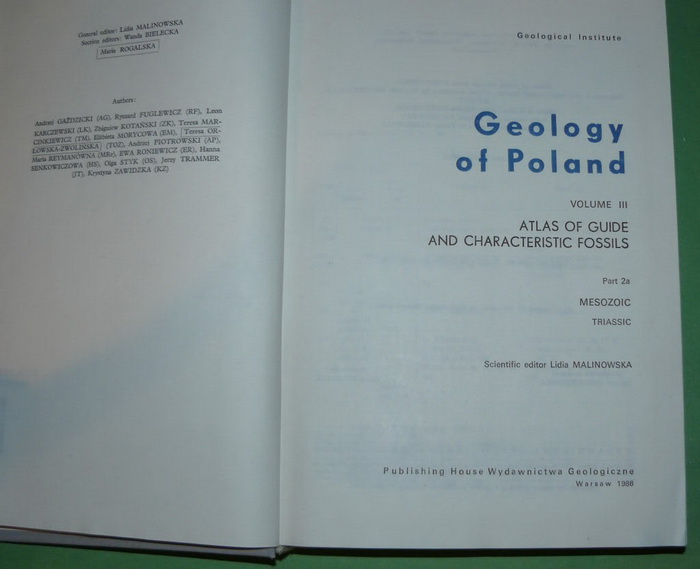 General editor: Lidia MALINOWSKA
Section editors: Wanda BIELECKA
Maria ROGALSKA
Authors:
Andrzej GAŹDZICKI (AG), Ryszard FUGLEWICZ (RF), Leon
KARCZEWSKI (LK), Zbigniew KOTAŃSKI (ZK), Teresa MAR-
CINKIEWICZ (TM), Elżbieta MORYCOWA (EM), Teresa OR-
ŁOWSKA-ZWOLIŃSKA (TOZ), Andrzej PIOTROWSKI (AP),
Maria REYMANÓWNA (MRy), EWA RONIEWICZ (ER), Hanna
SENKOWICZOWA (HS), Olga STYK (OS), Jerzy TRAMMER
(JT), Krystyna ZAWIDZKA (KZ)
Geological Institute
Geology
of Poland
VOLUME III
ATLAS OF GUIDE
AND CHARACTERISTIC FOSSILS
Part 2a
MESOZOIC
TRIASSIC
Scientific editor Lidia MALINOWSKA
Publishing House Wydawnictwa Geologiczne
Warsaw 1988